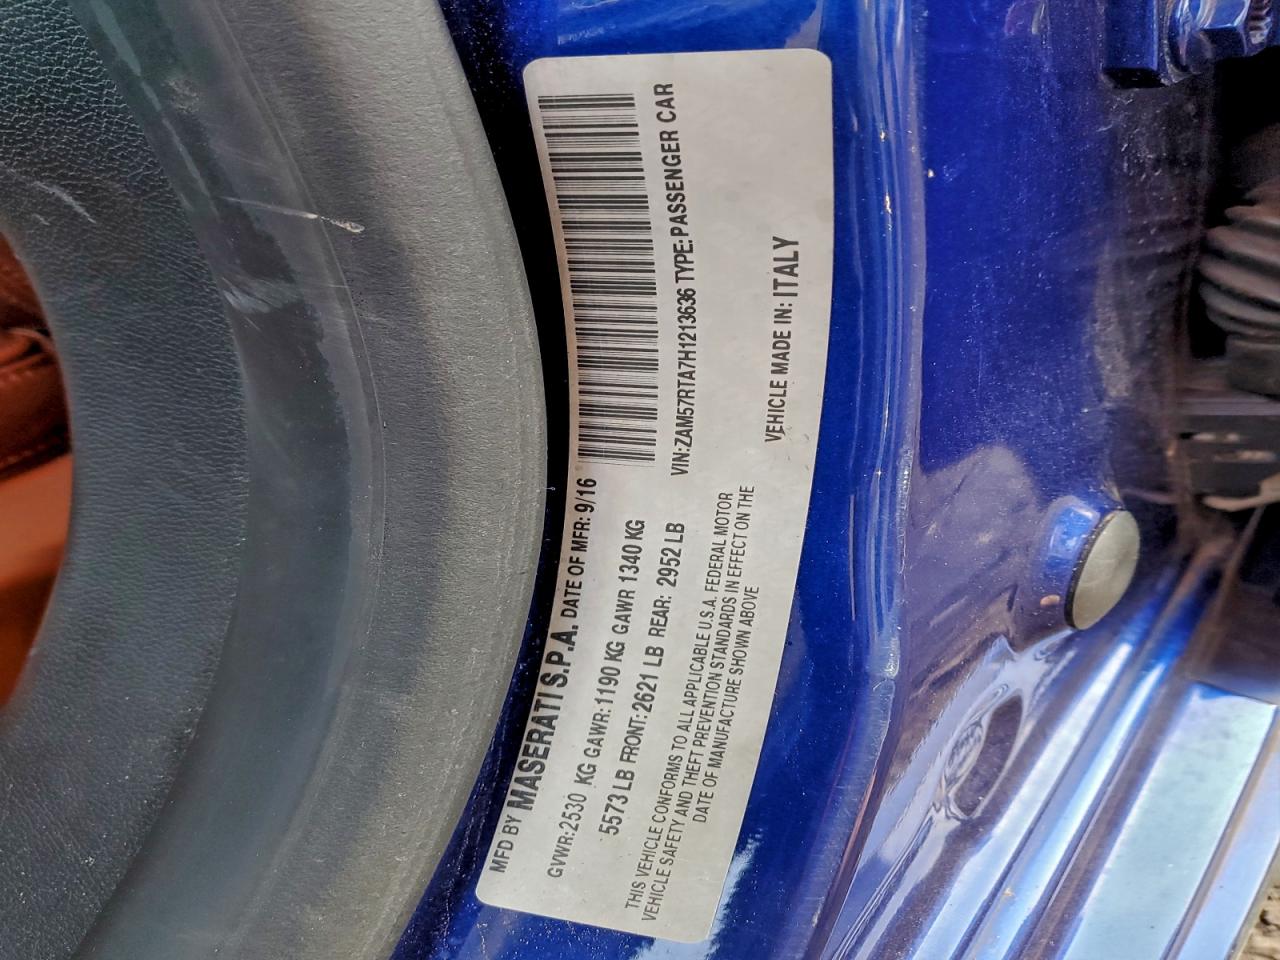 MFD BY MASERATI S.P.A. DATE OF MFR: 9/16
GVWR:2530 KG GAWR:1190 KG GAWR 1340 KG
5573 LB FRONT:2621 LB REAR: 2952 LB
THIS VEHICLE CONFORMS TO ALL APPLICABLE U.S.A. FEDERAL MOTOR
VEHICLE SAFETY AND THEFT PREVENTION STANDARDS IN EFFECT ON THE
DATE OF MANUFACTURE SHOWN ABOVE
VIN:ZAM57RTA7H1213636 TYPE:PASSENGER CAR
VEHICLE MADE IN: ITALY